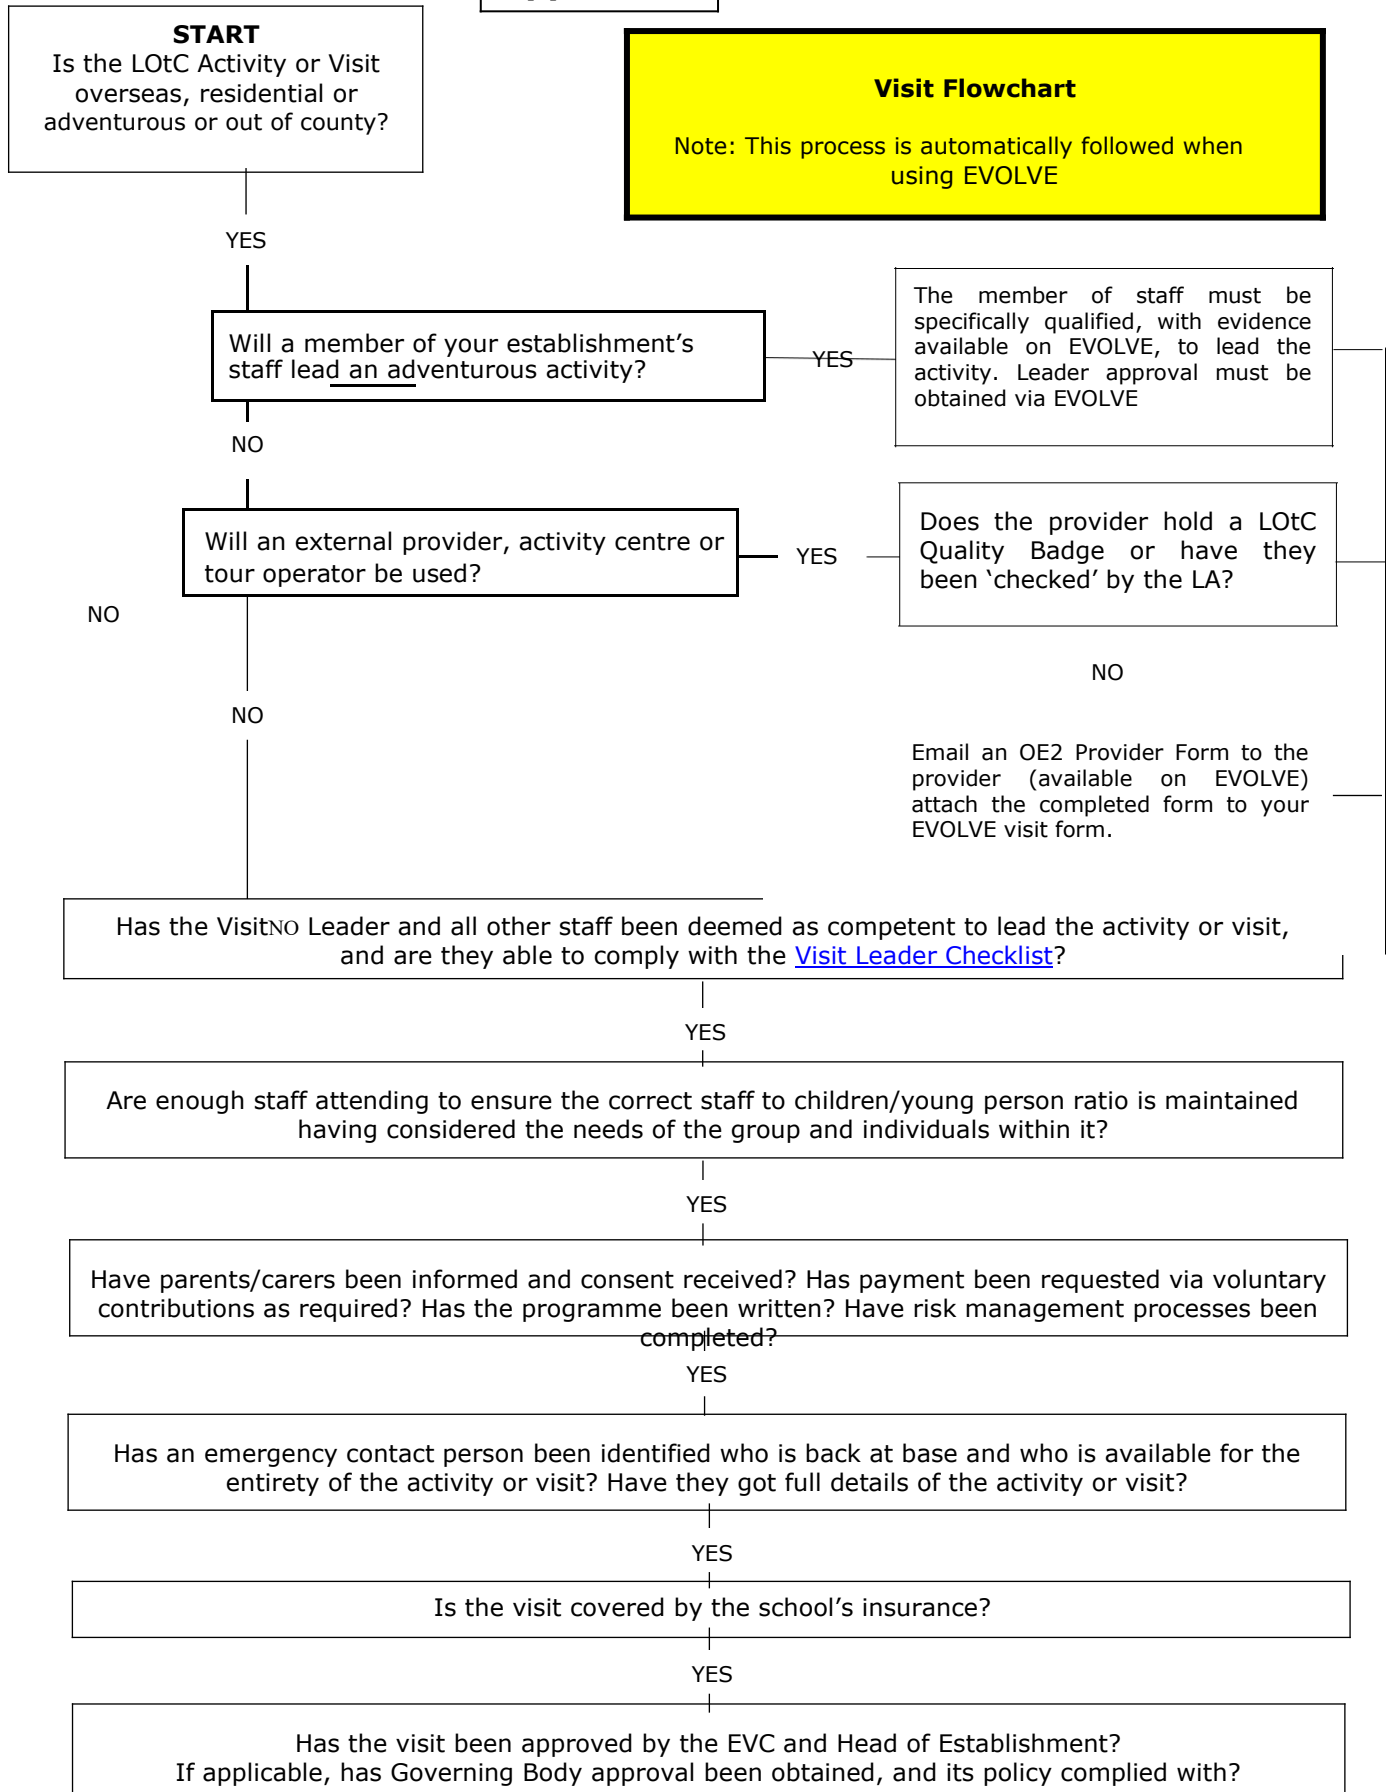 START
Is the LOtC Activity or Visit
overseas, residential or
adventurous or out of county?
Visit Flowchart
Note: This process is automatically followed when
using EVOLVE
YES
Will a member of your establishment's
staff lead an adventurous activity?
YES
The member of staff must be
specifically qualified, with evidence
available on EVOLVE, to lead the
activity. Leader approval must be
obtained via EVOLVE
NO
Will an external provider, activity centre or
tour operator be used?
YES
Does the provider hold a LOtC
Quality Badge or have they
been ‘checked’ by the LA?
NO
NO
NO
Email an OE2 Provider Form to the
provider (available on EVOLVE)
attach the completed form to your
EVOLVE visit form.
Has the VisitNO Leader and all other staff been deemed as competent to lead the activity or visit,
and are they able to comply with the Visit Leader Checklist?
YES
Are enough staff attending to ensure the correct staff to children/young person ratio is maintained
having considered the needs of the group and individuals within it?
YES
Have parents/carers been informed and consent received? Has payment been requested via voluntary
contributions as required? Has the programme been written? Have risk management processes been
completed?
YES
Has an emergency contact person been identified who is back at base and who is available for the
entirety of the activity or visit? Have they got full details of the activity or visit?
YES
Is the visit covered by the school’s insurance?
YES
Has the visit been approved by the EVC and Head of Establishment?
If applicable, has Governing Body approval been obtained, and its policy complied with?